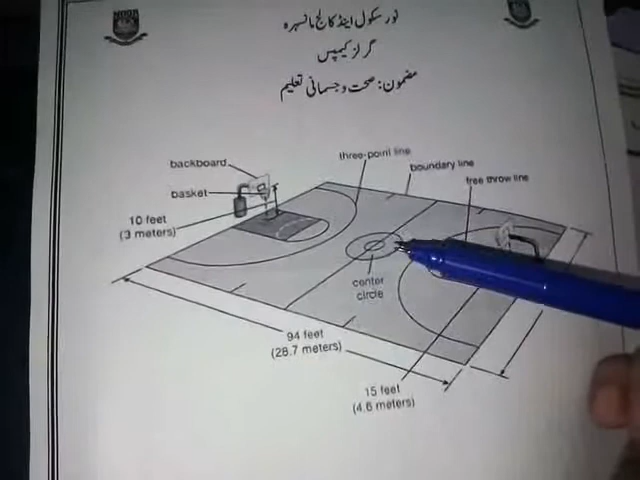 نور سکول اینڈ کالج مانسہرہ
گرلز کیمپس
مضمون: صحت و جسمانی تعلیم
three-point line
backboard
boundary line
basket
free throw line
10 feet
(3 meters)
center
circle
94 feet
(28.7 meters)
15 feet
(4.6 meters)